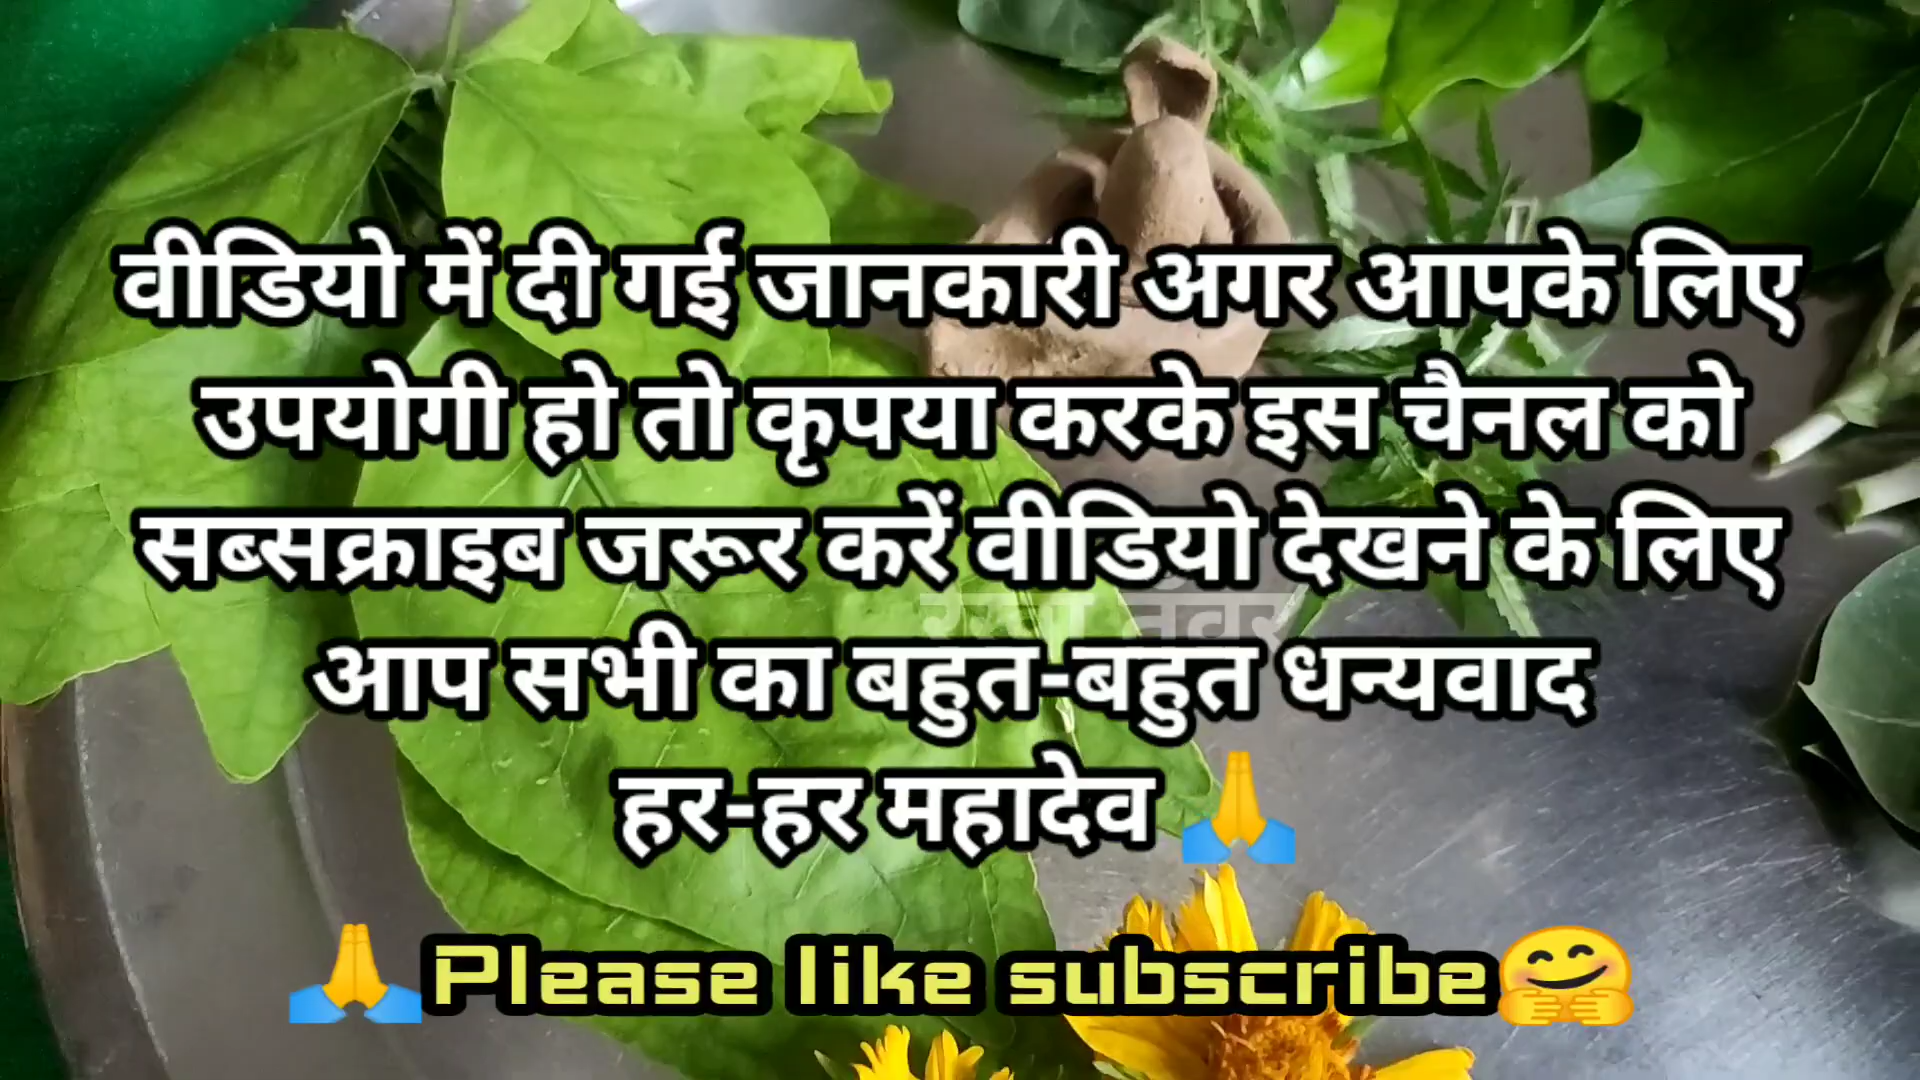 वीडियो में दी गई जानकारी अगर आपके लिए
उपयोगी हो तो कृपया करके इस चैनल को
सब्सक्राइब जरूर करें वीडियो देखने के लिए
आप सभी का बहुत-बहुत धन्यवाद
हर-हर महादेव 🙏
🙏Please like subscribe🤗